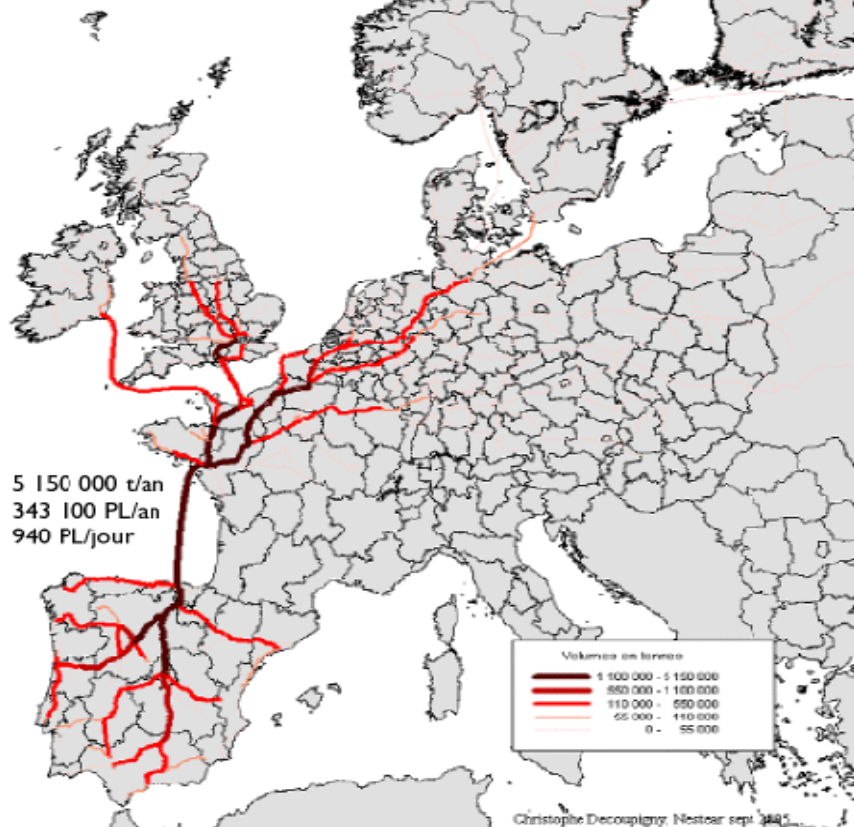 5 150 000 t/an
343 100 PL/an
940 PL/jour
Volumes en tonnes
1 100 000 - 5 150 000
550 000 - 1 100 000
110 000 - 550 000
55 000 - 110 000
0 - 55 000
Christophe Decoupigny, Nestear sept